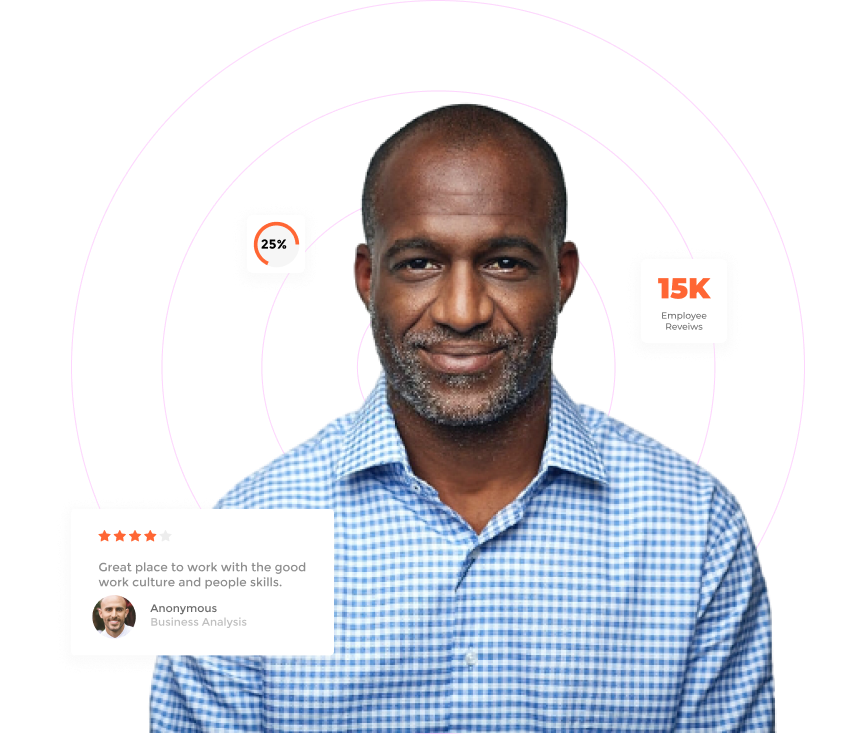 25%
15K
Employee
Reveiws
Great place to work with the good
work culture and people skills.
Anonymous
Business Analysis